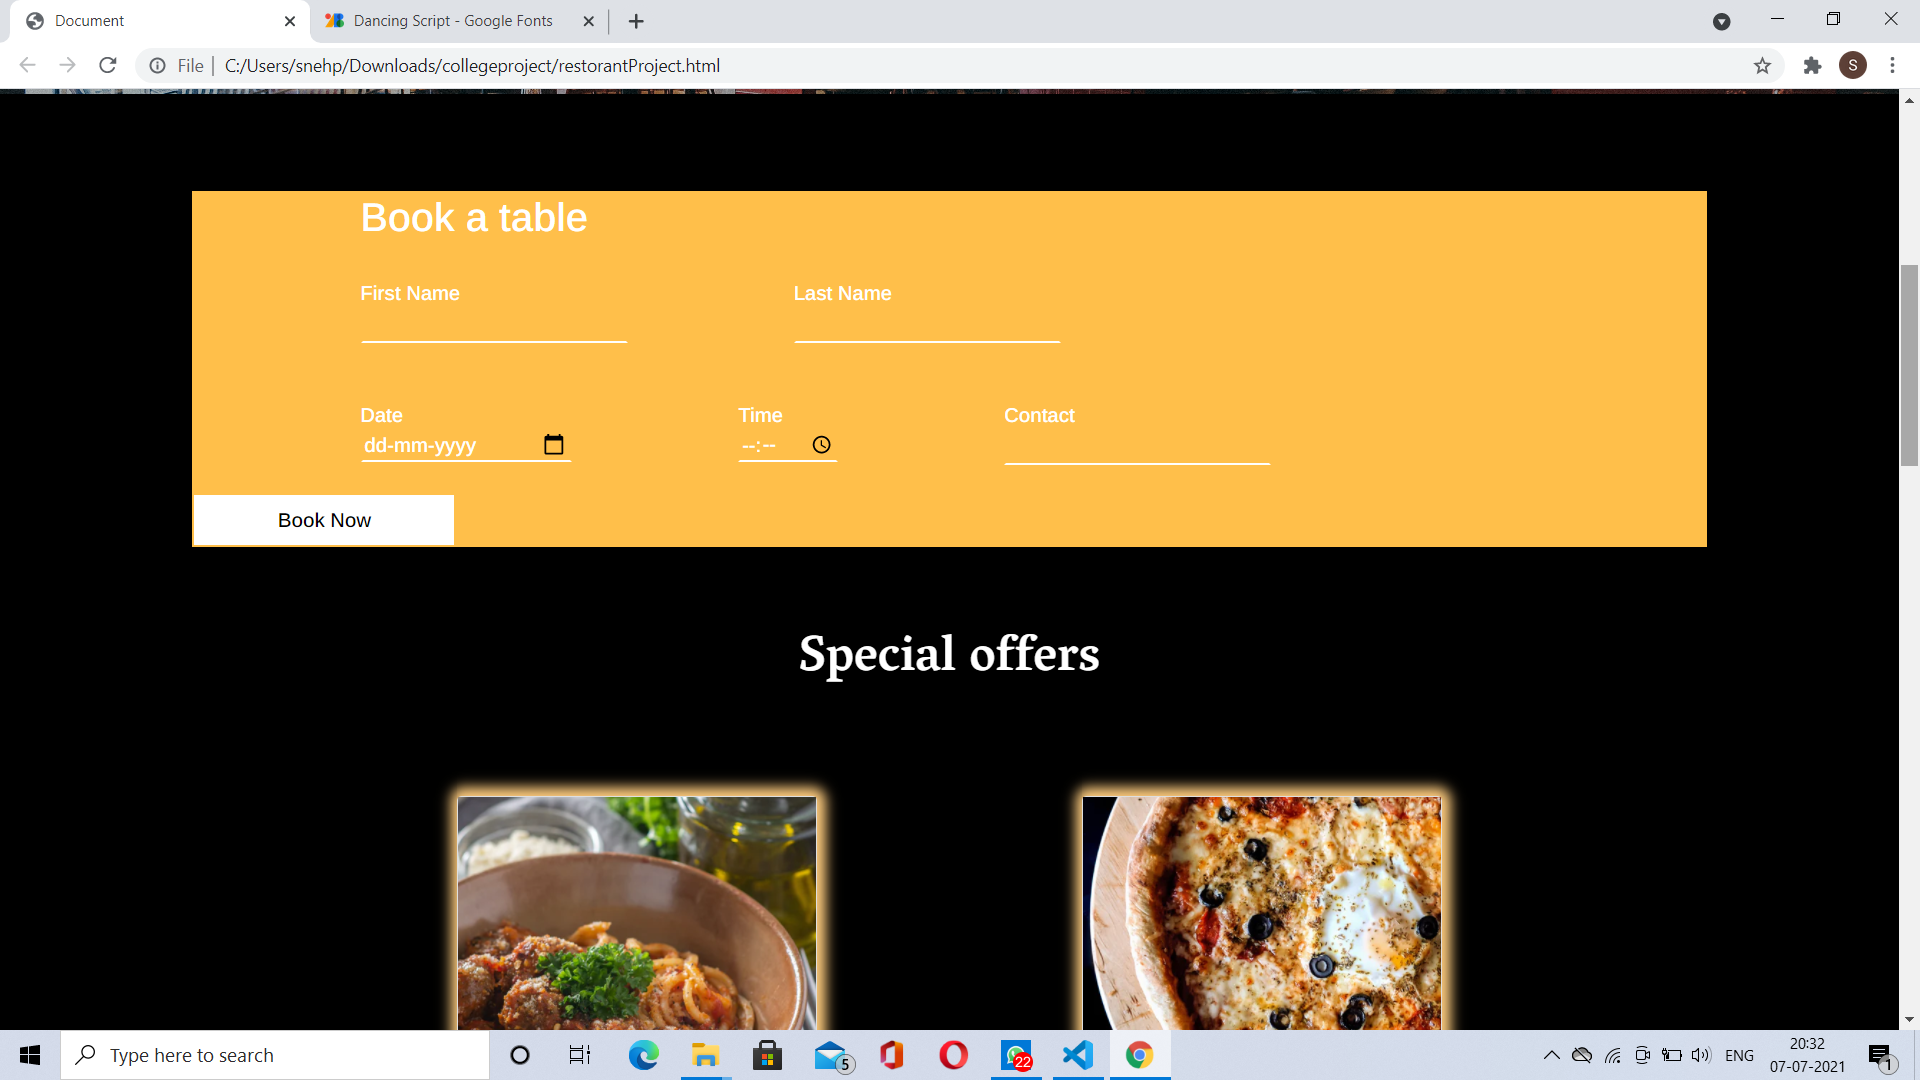 Document
Dancing Script - Google Fonts
File
C:/Users/snehp/Downloads/collegeproject/restorantProject.html
S
Book a table
First Name
Last Name
Date
Time
Contact
dd-mm-yyyy
--:--
Book Now
Special offers
Type here to search
5
22
ENG
20:32
07-07-2021
1